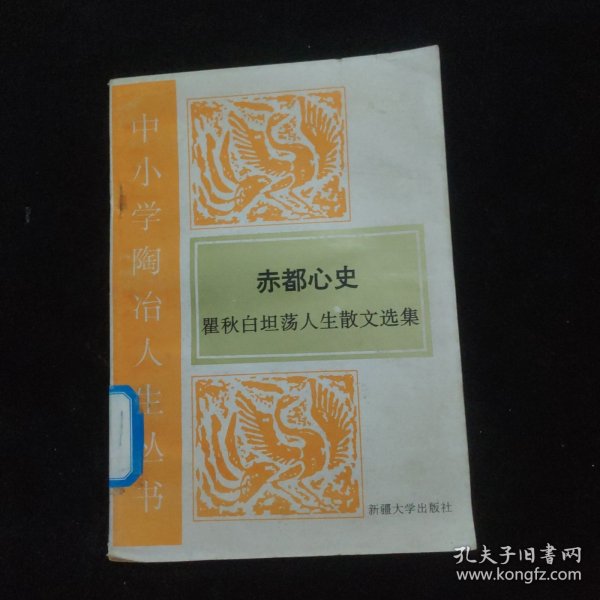 中小学陶冶人生丛书
赤都心史
瞿秋白坦荡人生散文选集
新疆大学出版社
孔夫子旧书网
www.kongfz.com